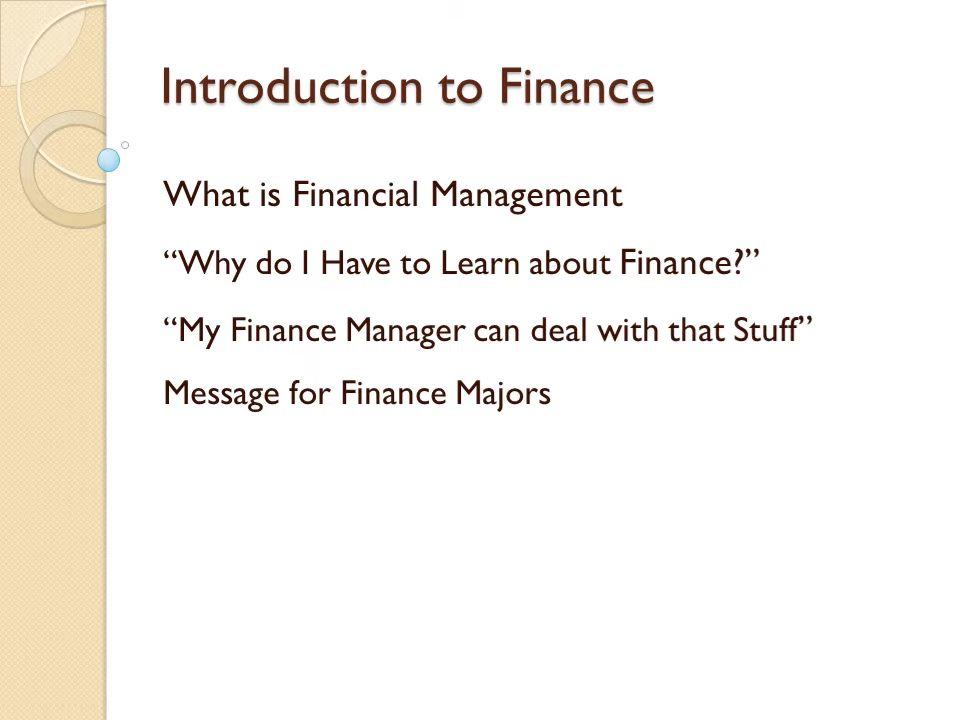 Introduction to Finance
What is Financial Management
“Why do I Have to Learn about Finance?”
“My Finance Manager can deal with that Stuff”
Message for Finance Majors